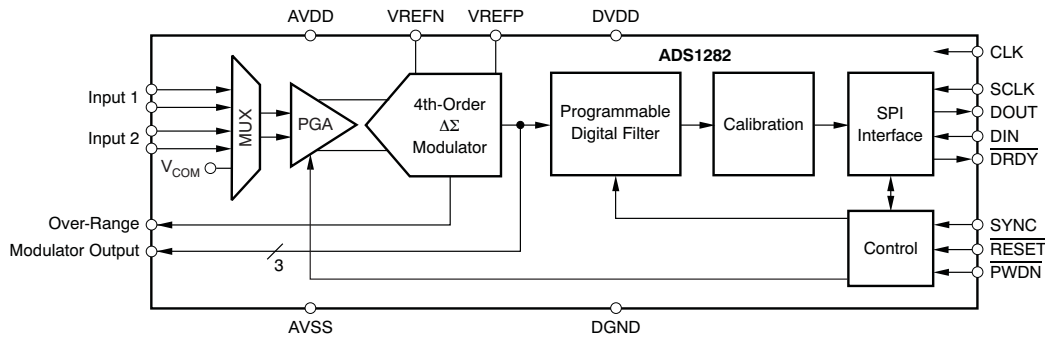 AVDD
VREFN
VREFP
DVDD
ADS1282
CLK
Input 1
Input 2
MUX
PGA
4th-Order
ΔΣ
Modulator
Programmable
Digital Filter
Calibration
SPI
Interface
SCLK
DOUT
DIN
DRDY
VCOM
Over-Range
Modulator Output
3
Control
SYNC
RESET
PWDN
AVSS
DGND